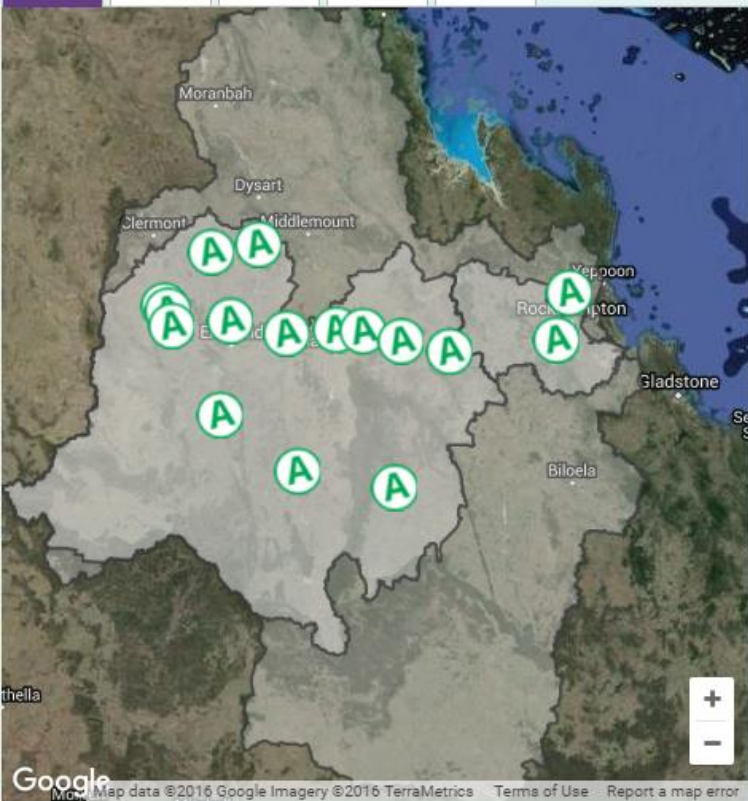 Moranbah
Dysart
Clermont
Middlemount
A
A
A
A
A
A
A
A
A
A
Yeppoon
A
A
Gladstone
A
A
A
Biloela
thella
+
−
Google
Map data ©2016 Google Imagery ©2016 TerraMetrics
Terms of Use
Report a map error